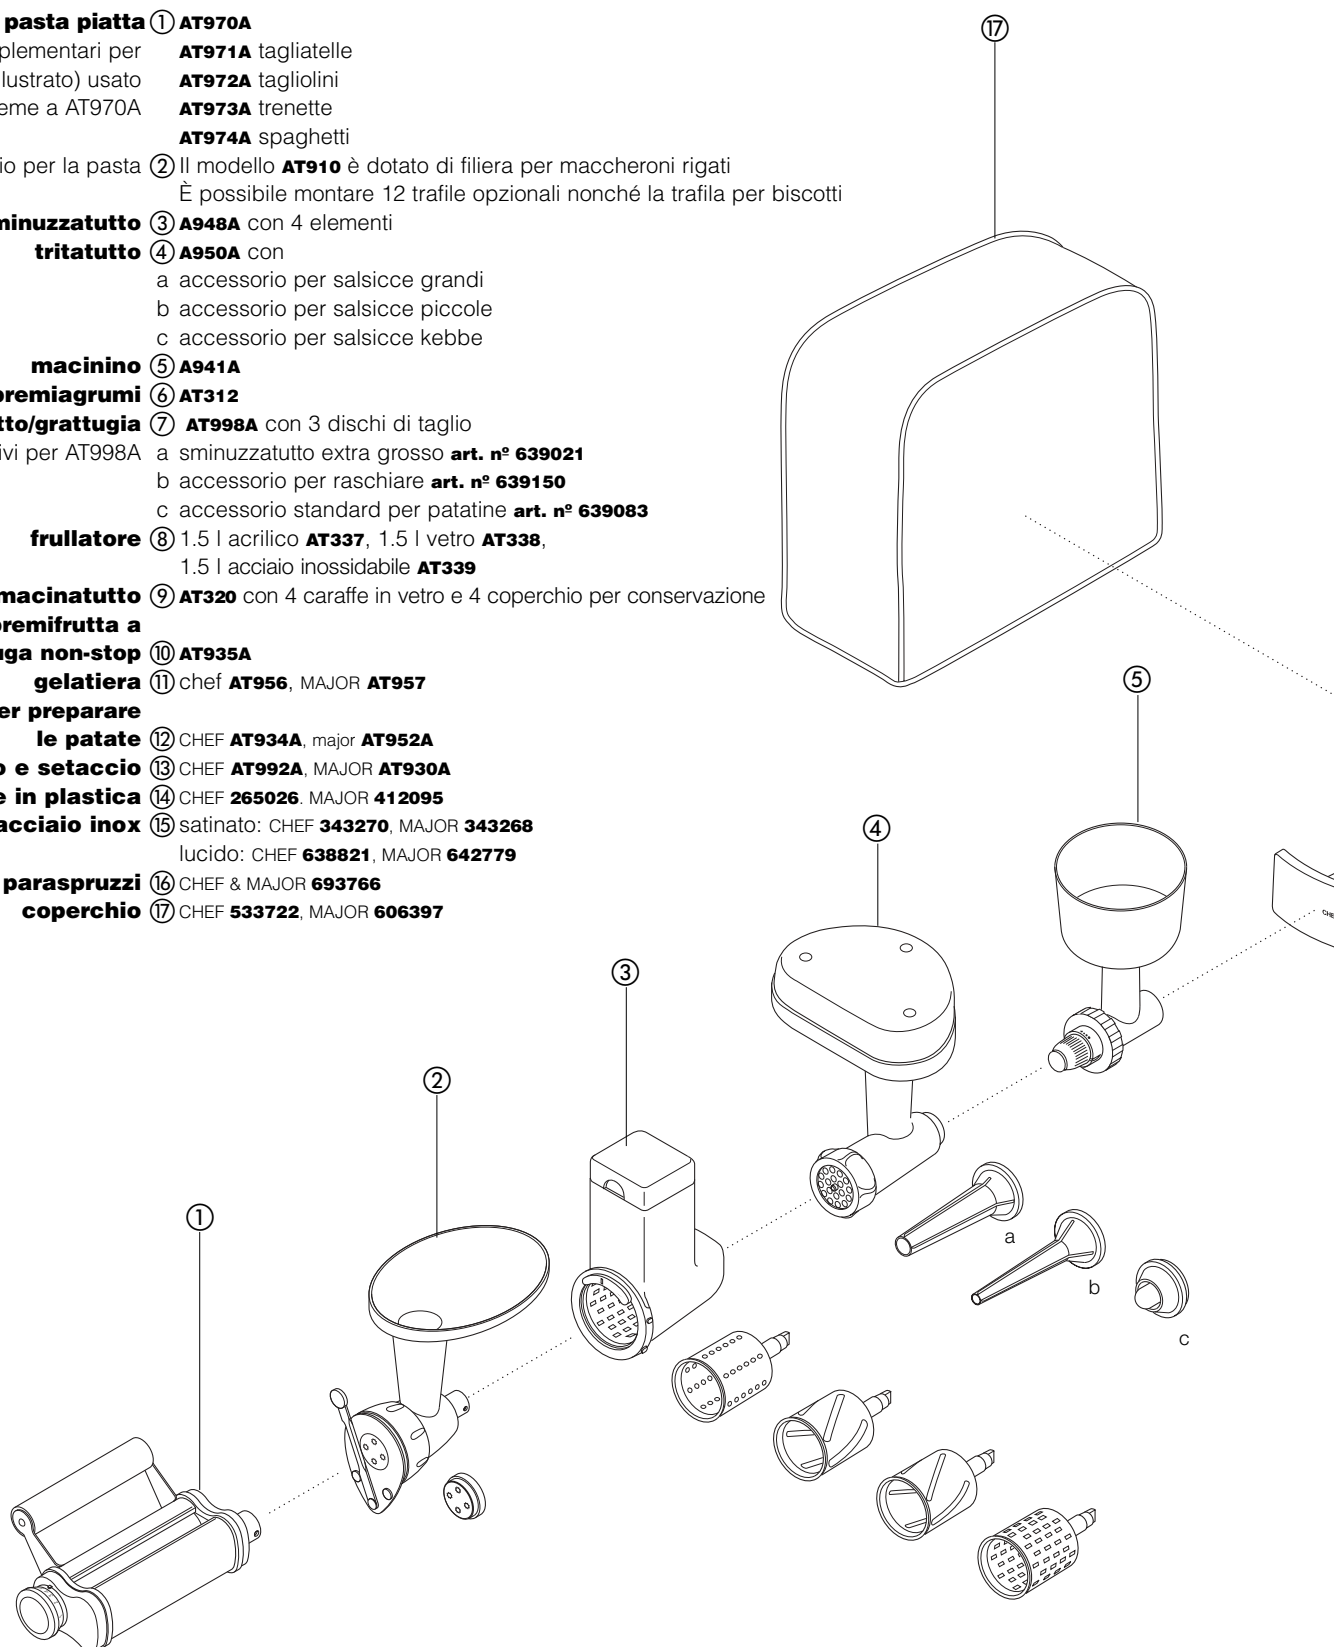 pasta piatta ① AT970A
plementari per AT971A tagliatelle
lustrato) usato AT972A tagliolini
eme a AT970A AT973A trenette
AT974A spaghetti
io per la pasta ② Il modello AT910 è dotato di filiera per maccheroni rigati
È possibile montare 12 trafile opzionali nonché la trafila per biscotti
minuzzatutto ③ A948A con 4 elementi
tritatutto ④ A950A con
a accessorio per salsicce grandi
b accessorio per salsicce piccole
c accessorio per salsicce kebbe
macinino ⑤ A941A
premiagrumi ⑥ AT312
tto/grattugia ⑦ AT998A con 3 dischi di taglio
ivi per AT998A a sminuzzatutto extra grosso art. nº 639021
b accessorio per raschiare art. nº 639150
c accessorio standard per patatine art. nº 639083
frullatore ⑧ 1.5 l acrilico AT337, 1.5 l vetro AT338,
1.5 l acciaio inossidabile AT339
macinatutto ⑨ AT320 con 4 caraffe in vetro e 4 coperchio per conservazione
premifrutta a
uga non-stop ⑩ AT935A
gelatiera ⑪ chef AT956, MAJOR AT957
er preparare
le patate ⑫ CHEF AT934A, major AT952A
o e setaccio ⑬ CHEF AT992A, MAJOR AT930A
e in plastica ⑭ CHEF 265026. MAJOR 412095
acciaio inox ⑮ satinato: CHEF 343270, MAJOR 343268
lucido: CHEF 638821, MAJOR 642779
paraspruzzi ⑯ CHEF & MAJOR 693766
coperchio ⑰ CHEF 533722, MAJOR 606397
⑰
⑤
④
CHE
③
②
①
a
b
c